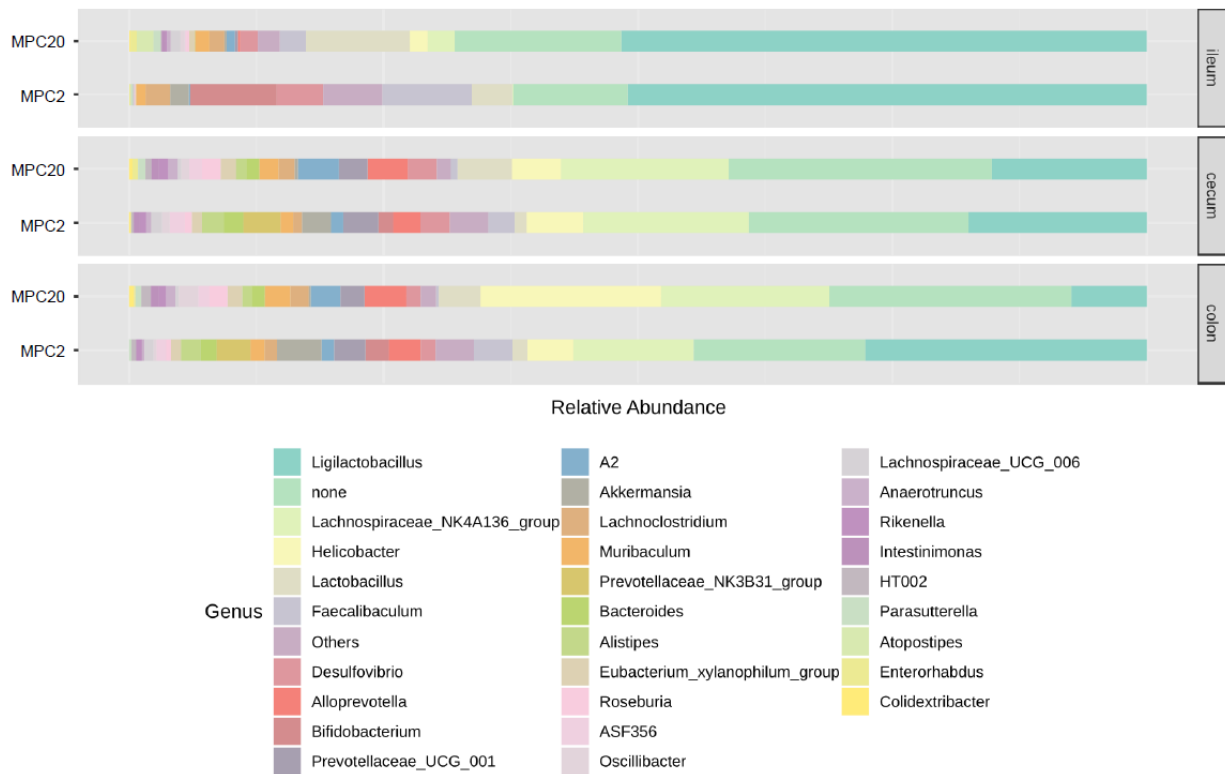 MPC20
MPC2
ileum
MPC20
MPC2
cecum
MPC20
MPC2
colon
Relative Abundance
Genus
Ligilactobacillus
none
Lachnospiraceae_NK4A136_group
Helicobacter
Lactobacillus
Faecalibaculum
Others
Desulfovibrio
Alloprevotella
Bifidobacterium
Prevotellaceae_UCG_001
A2
Akkermansia
Lachnoclostridium
Muribaculum
Prevotellaceae_NK3B31_group
Bacteroides
Alistipes
Eubacterium_xylanophilum_group
Roseburia
ASF356
Oscillibacter
Lachnospiraceae_UCG_006
Anaerotruncus
Rikenella
Intestinimonas
HT002
Parasutterella
Atopostipes
Enterorhabdus
Colidextribacter